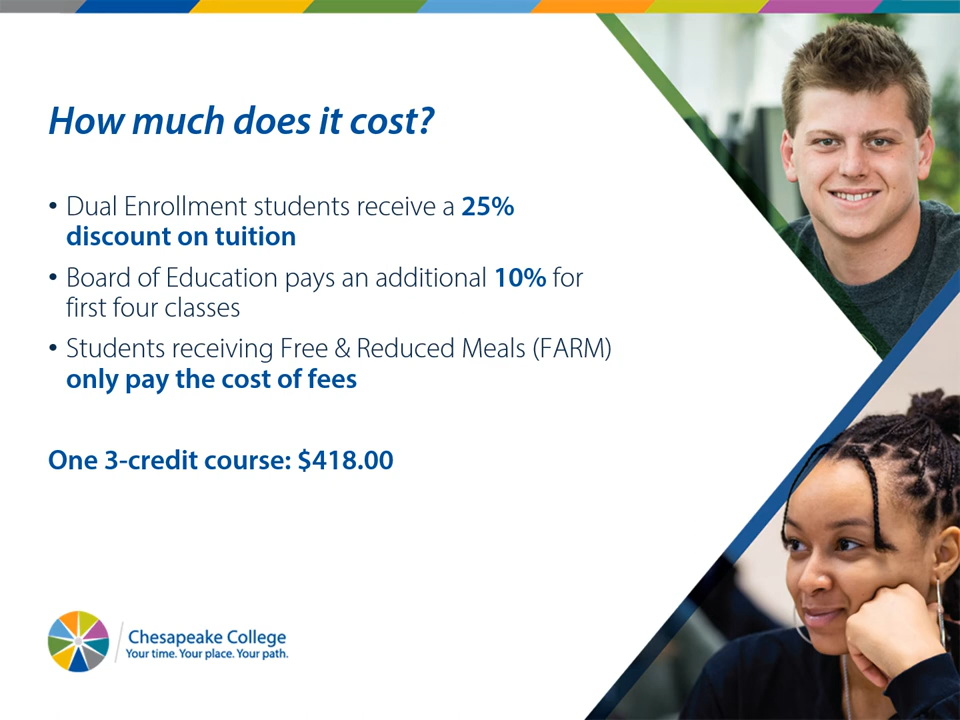 How much does it cost?
• Dual Enrollment students receive a 25%
discount on tuition
• Board of Education pays an additional 10% for
first four classes
• Students receiving Free & Reduced Meals (FARM)
only pay the cost of fees
One 3-credit course: $418.00
Chesapeake College
Your time. Your place. Your path.